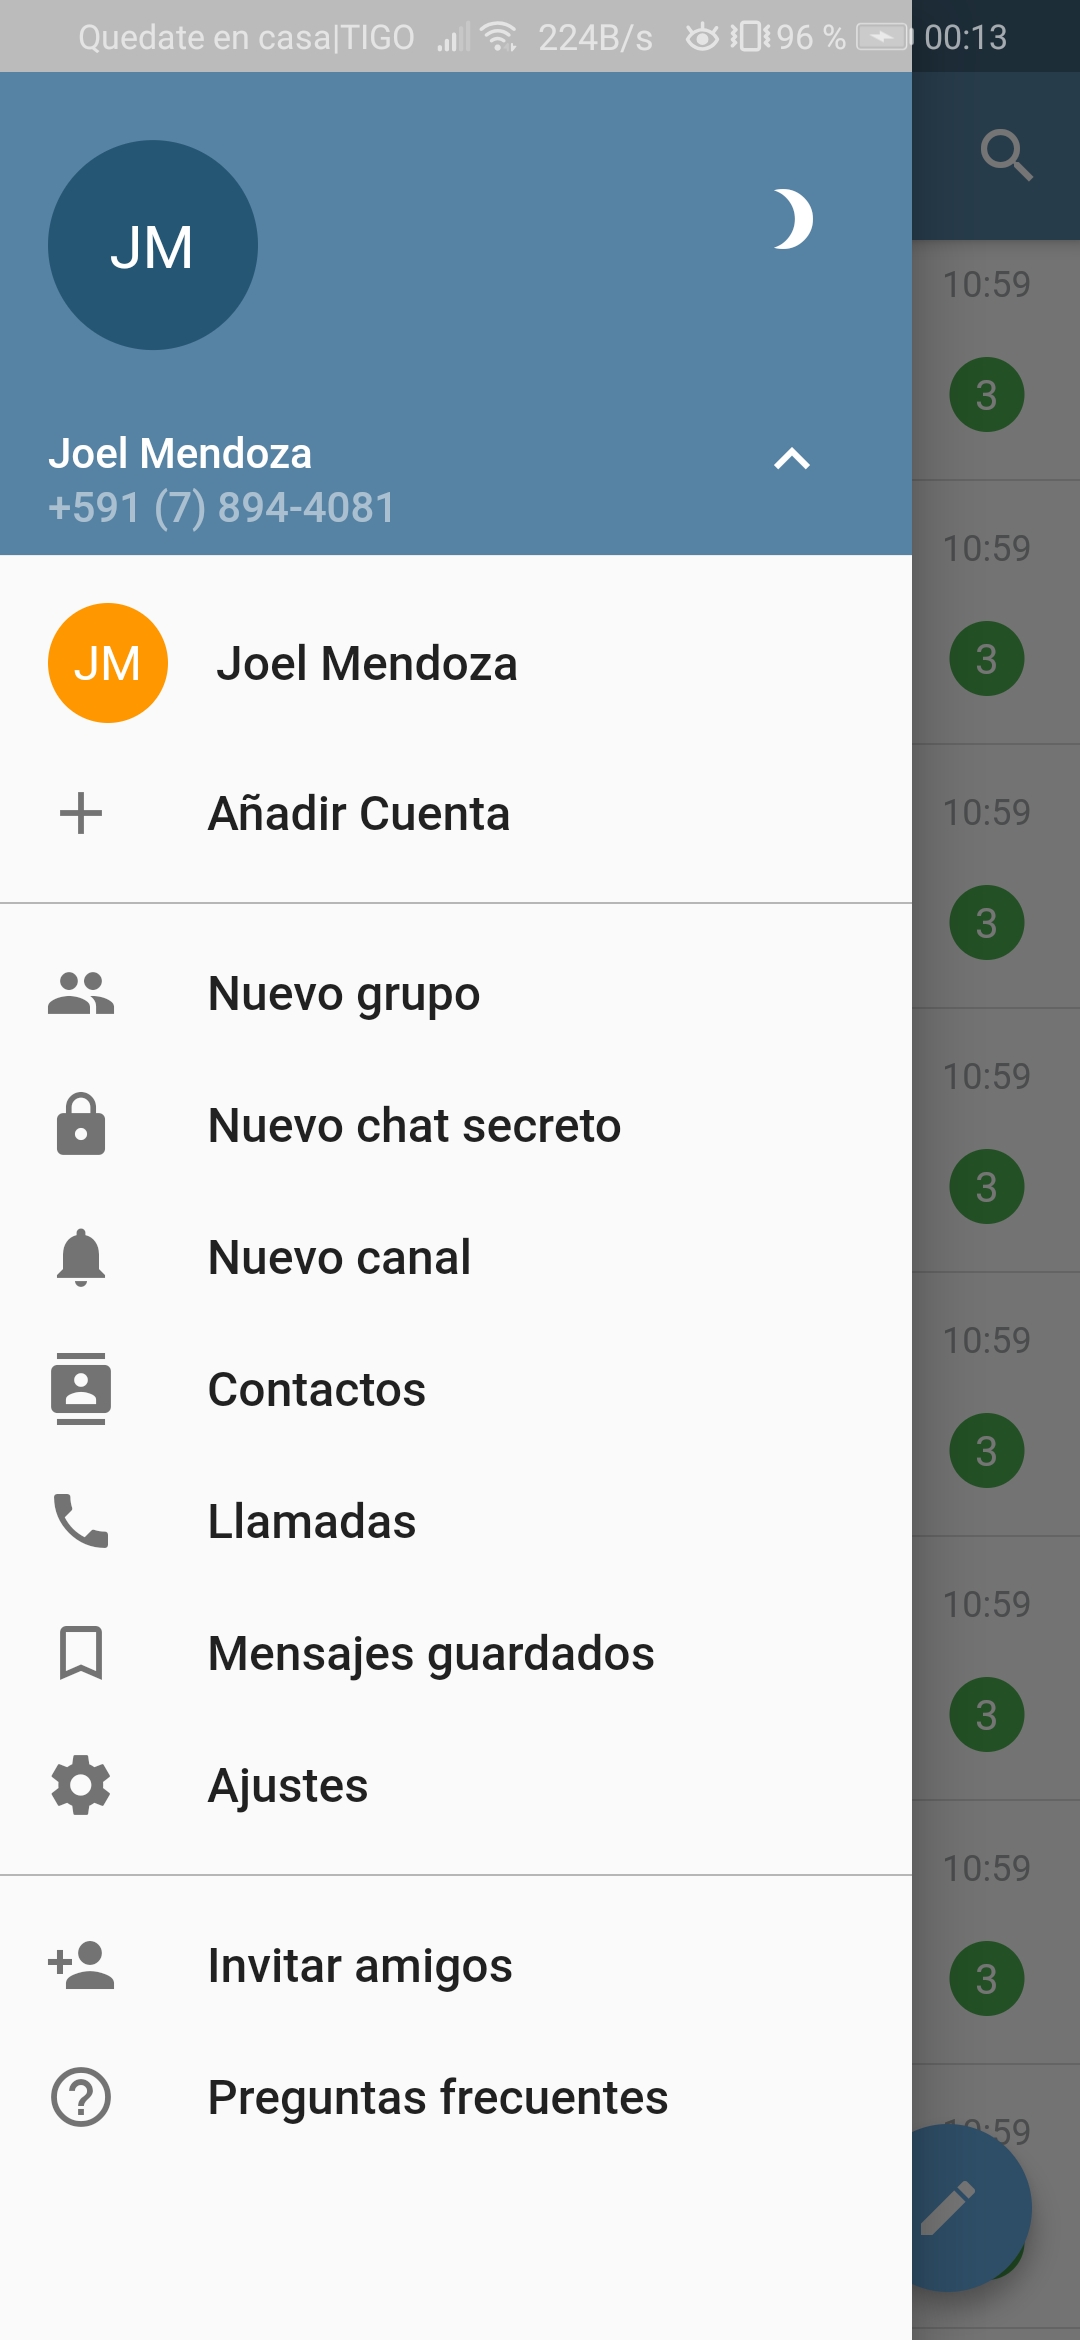 Quedate en casa|TIGO 224B/s 96 % 00:13
JM
Joel Mendoza
+591 (7) 894-4081
JM Joel Mendoza
Añadir Cuenta
Nuevo grupo
Nuevo chat secreto
Nuevo canal
Contactos
Llamadas
Mensajes guardados
Ajustes
Invitar amigos
Preguntas frecuentes
10:59
3
10:59
3
10:59
3
10:59
3
10:59
3
10:59
3
10:59
3
10:59